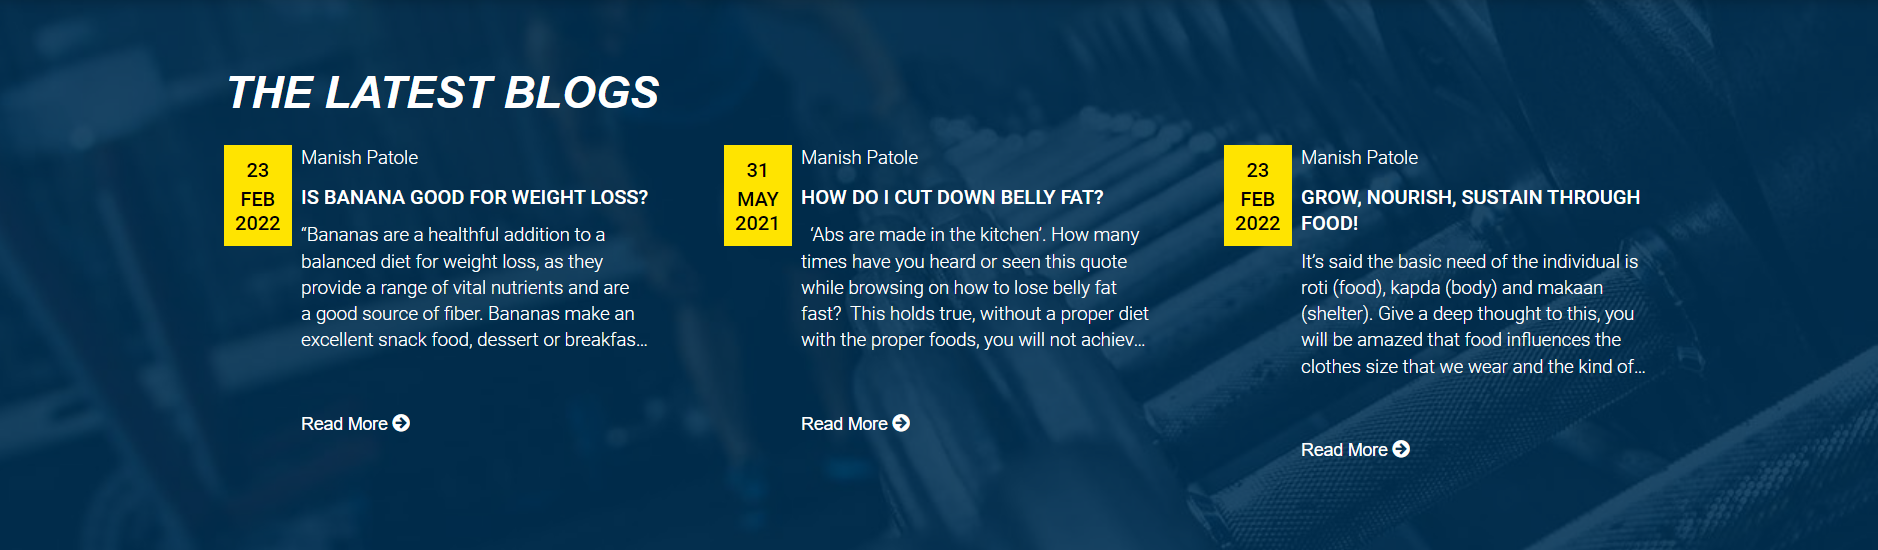 THE LATEST BLOGS
23
FEB
2022
Manish Patole
IS BANANA GOOD FOR WEIGHT LOSS?
“Bananas are a healthful addition to a
balanced diet for weight loss, as they
provide a range of vital nutrients and are
a good source of fiber. Bananas make an
excellent snack food, dessert or breakfas...
Read More
31
MAY
2021
Manish Patole
HOW DO I CUT DOWN BELLY FAT?
‘Abs are made in the kitchen’. How many
times have you heard or seen this quote
while browsing on how to lose belly fat
fast?  This holds true, without a proper diet
with the proper foods, you will not achiev...
Read More
23
FEB
2022
Manish Patole
GROW, NOURISH, SUSTAIN THROUGH
FOOD!
It’s said the basic need of the individual is
roti (food), kapda (body) and makaan
(shelter). Give a deep thought to this, you
will be amazed that food influences the
clothes size that we wear and the kind of...
Read More